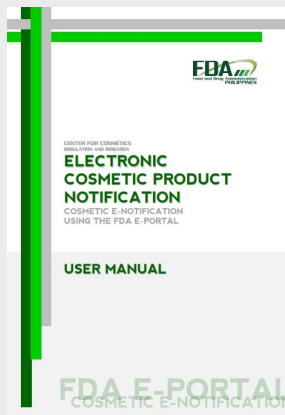 FDA
Food and Drug Administration
PHILIPPINES
CENTER FOR COSMETICS
REGULATION AND RESEARCH
ELECTRONIC
COSMETIC PRODUCT
NOTIFICATION
COSMETIC E-NOTIFICATION
USING THE FDA E-PORTAL
USER MANUAL
FDA E-PORTAL
COSMETIC E-NOTIFICATION